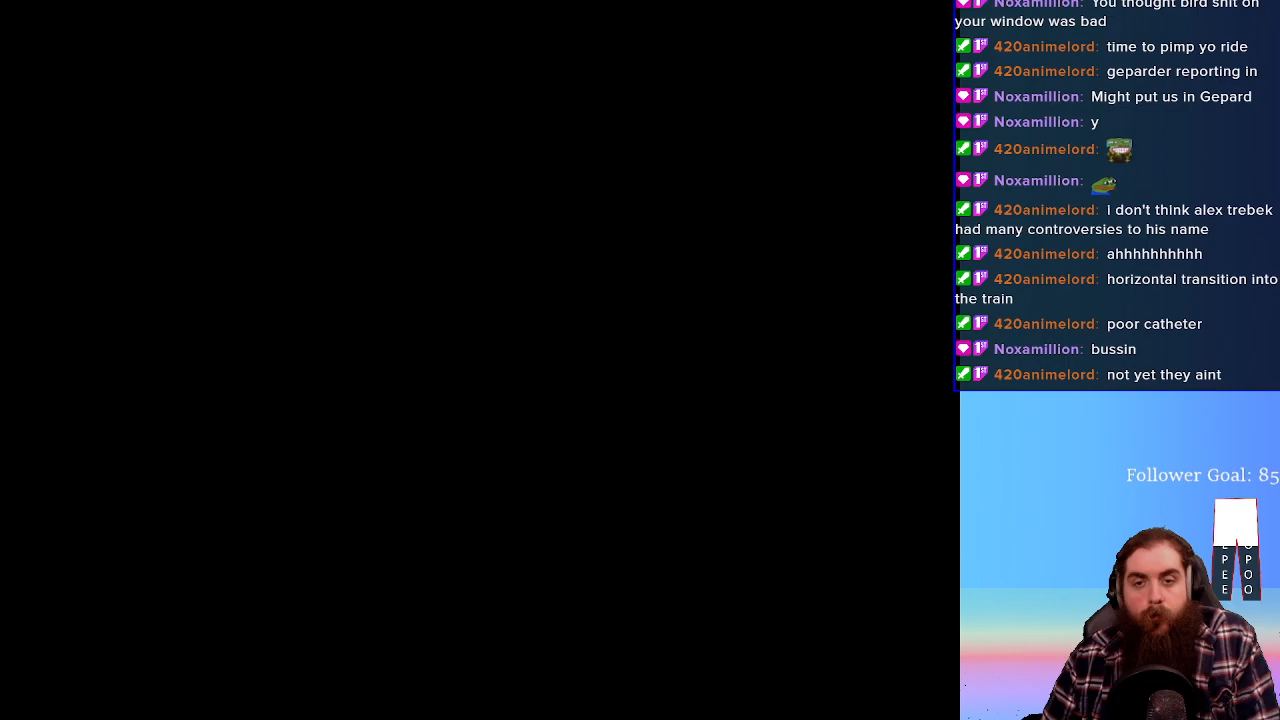 Noxamillion: You thought bird shit on
your window was bad
420animelord: time to pimp yo ride
420animelord: geparder reporting in
Noxamillion: Might put us in Gepard
Noxamillion: y
420animelord:
Noxamillion:
420animelord: I don't think alex trebek
had many controversies to his name
420animelord: ahhhhhhhhhh
420animelord: horizontal transition into
the train
420animelord: poor catheter
Noxamillion: bussin
420animelord: not yet they aint
Follower Goal: 85
P P
E O
E O